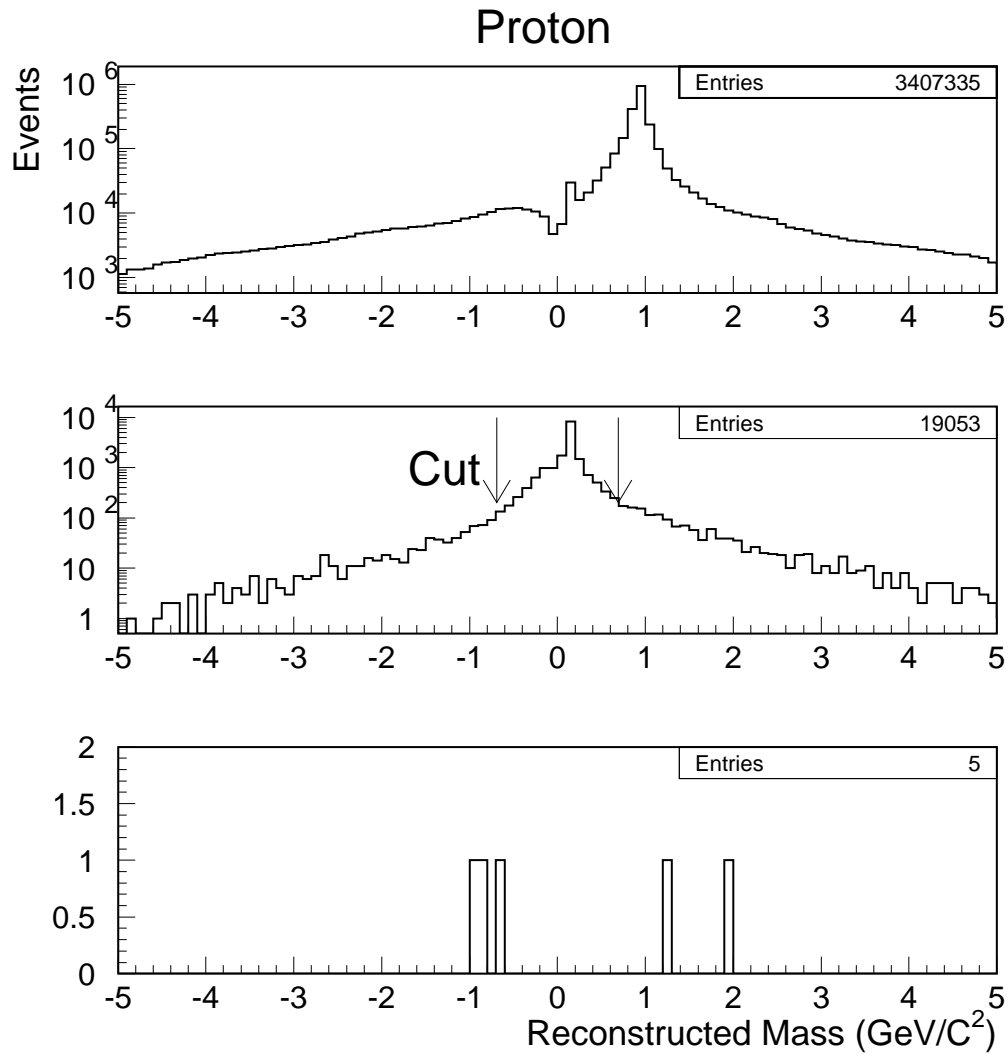 Proton
Events
Entries 3407335
10^6
10^5
10^4
10^3
-5 -4 -3 -2 -1 0 1 2 3 4 5
Entries 19053
Cut
10^4
10^3
10^2
10
1
-5 -4 -3 -2 -1 0 1 2 3 4 5
Entries 5
2
1.5
1
0.5
0
-5 -4 -3 -2 -1 0 1 2 3 4 5
Reconstructed Mass (GeV/C^2)